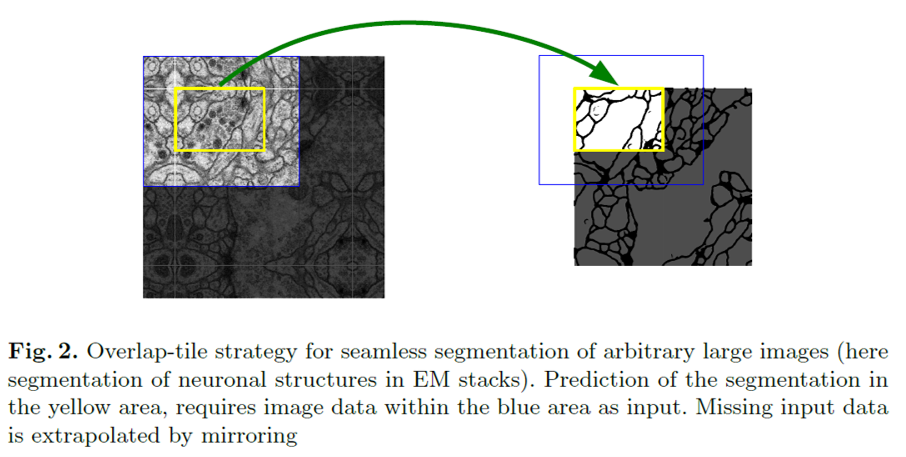 Fig. 2. Overlap-tile strategy for seamless segmentation of arbitrary large images (here
segmentation of neuronal structures in EM stacks). Prediction of the segmentation in
the yellow area, requires image data within the blue area as input. Missing input data
is extrapolated by mirroring